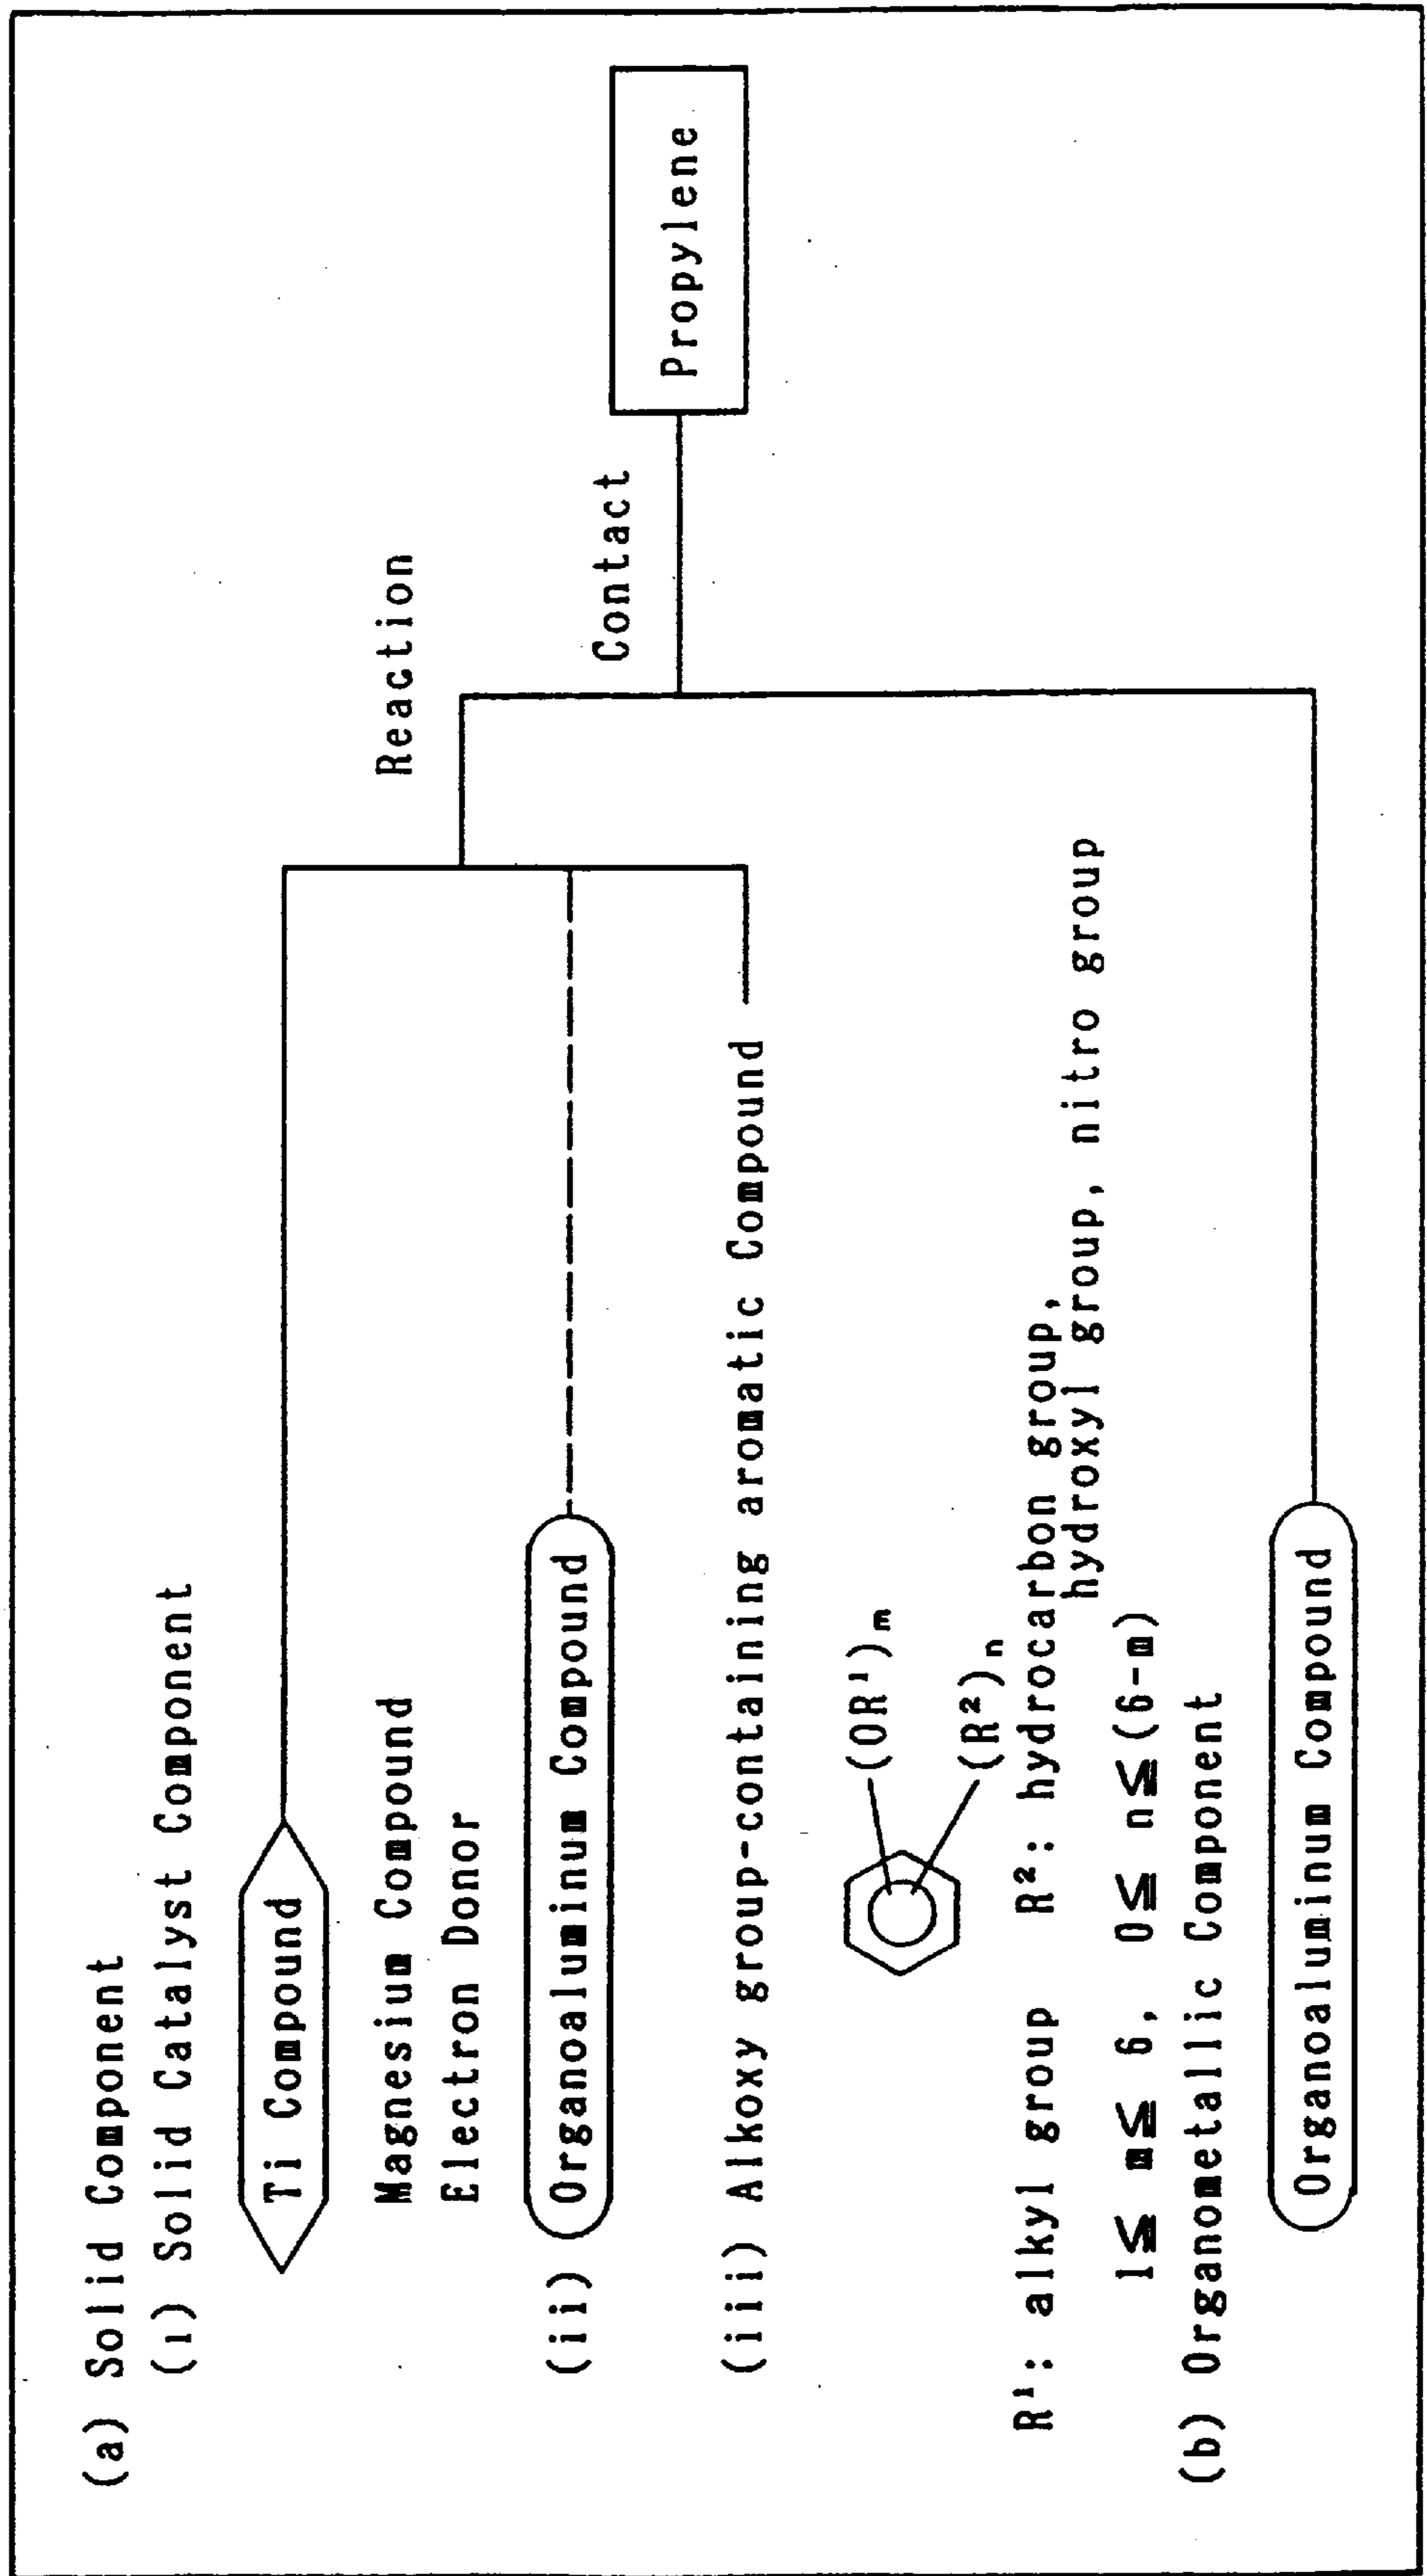 (a) Solid Component
(i) Solid Catalyst Component
Ti Compound
Magnesium Compound
Electron Donor
(ii) Organoaluminum Compound
(iii) Alkoxy group-containing aromatic Compound
(OR¹)m
(R²)n
R¹: alkyl group R²: hydrocarbon group,
hydroxyl group, nitro group
1≦ m≦ 6, 0≦ n≦(6-m)
(b) Organometallic Component
Organoaluminum Compound
Reaction
Contact
Propylene